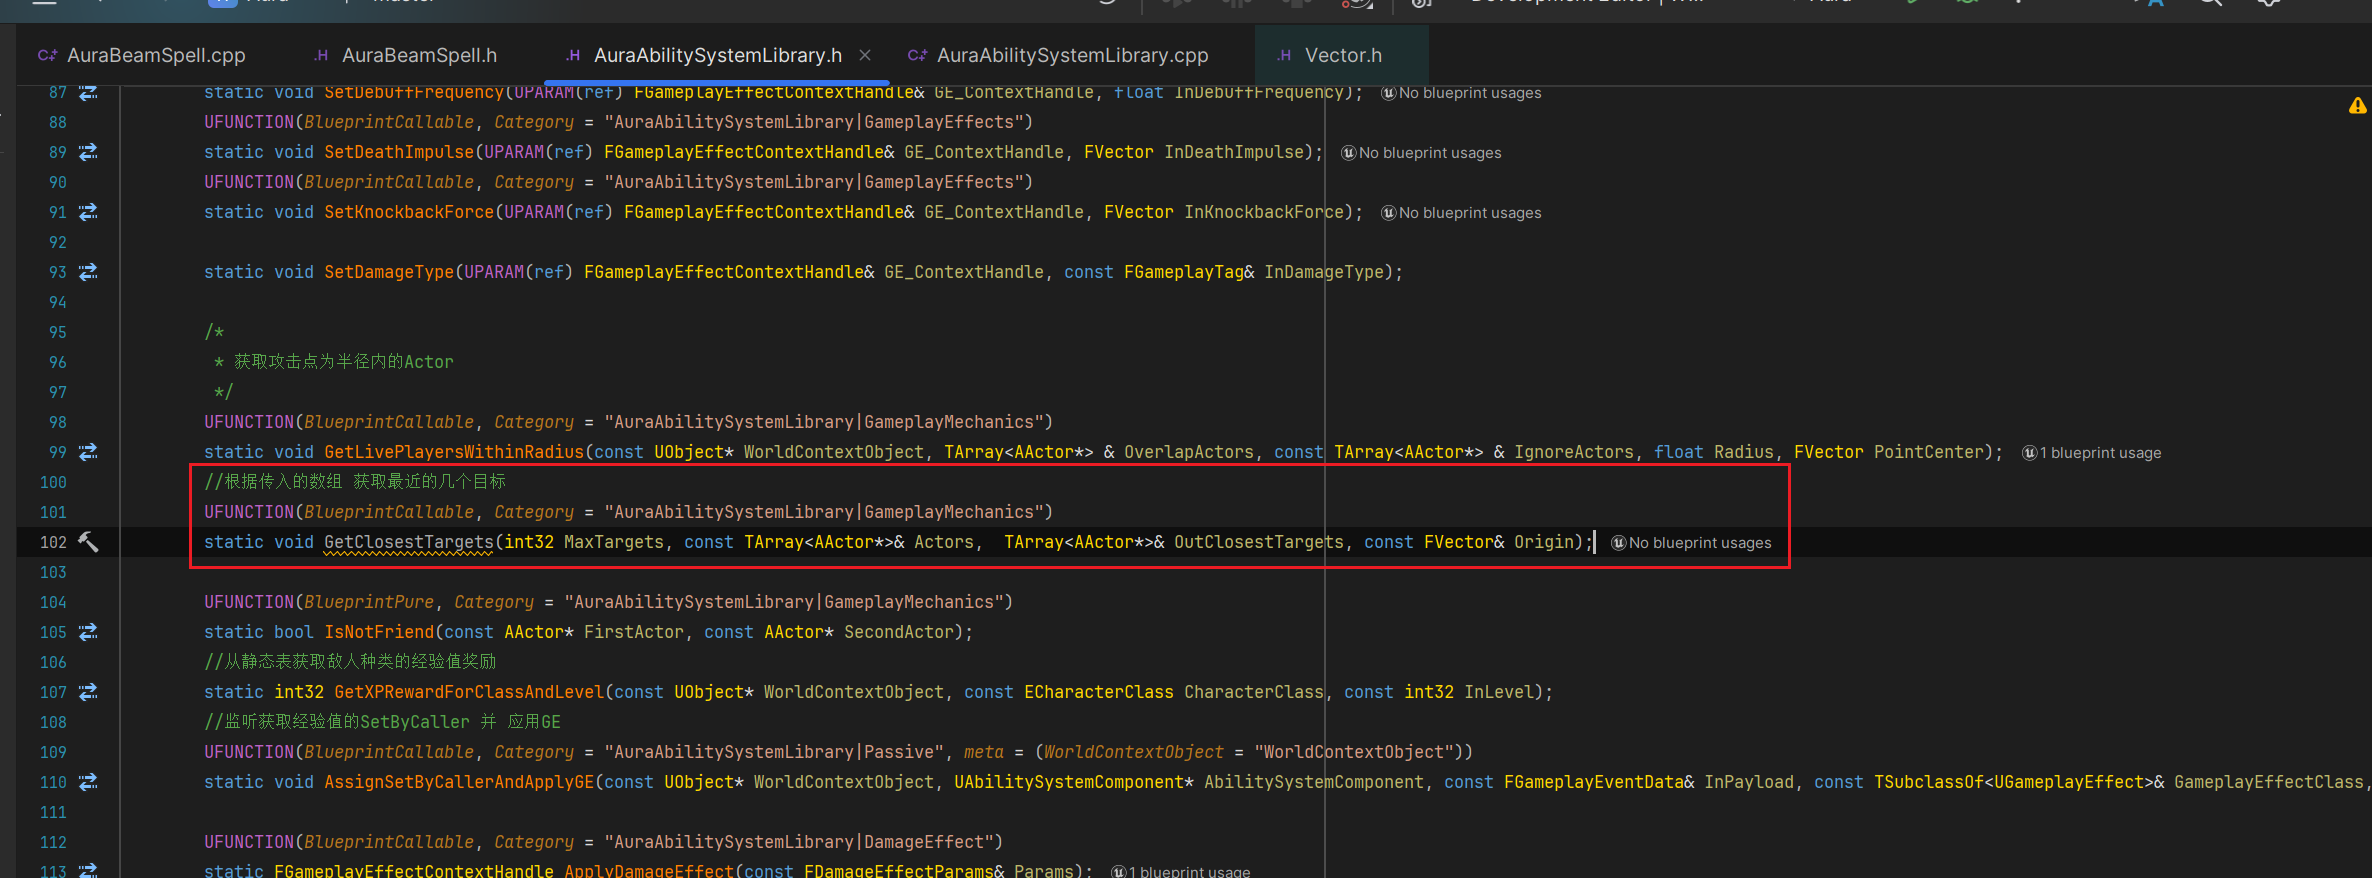 AuraBeamSpell.cpp AuraBeamSpell.h AuraAbilitySystemLibrary.h AuraAbilitySystemLibrary.cpp Vector.h
87 static void SetDebuffFrequency(UPARAM(ref) FGameplayEffectContextHandle& GE_ContextHandle, float InDebuffFrequency); No blueprint usages
88 UFUNCTION(BlueprintCallable, Category = "AuraAbilitySystemLibrary|GameplayEffects")
89 static void SetDeathImpulse(UPARAM(ref) FGameplayEffectContextHandle& GE_ContextHandle, FVector InDeathImpulse); No blueprint usages
90 UFUNCTION(BlueprintCallable, Category = "AuraAbilitySystemLibrary|GameplayEffects")
91 static void SetKnockbackForce(UPARAM(ref) FGameplayEffectContextHandle& GE_ContextHandle, FVector InKnockbackForce); No blueprint usages
92
93 static void SetDamageType(UPARAM(ref) FGameplayEffectContextHandle& GE_ContextHandle, const FGameplayTag& InDamageType);
94
95 /*
96 * 获取攻击点为半径内的Actor
97 */
98 UFUNCTION(BlueprintCallable, Category = "AuraAbilitySystemLibrary|GameplayMechanics")
99 static void GetLivePlayersWithinRadius(const UObject* WorldContextObject, TArray<AActor*> & OverlapActors, const TArray<AActor*> & IgnoreActors, float Radius, FVector PointCenter); 1 blueprint usage
100 //根据传入的数组 获取最近的几个目标
101 UFUNCTION(BlueprintCallable, Category = "AuraAbilitySystemLibrary|GameplayMechanics")
102 static void GetClosestTargets(int32 MaxTargets, const TArray<AActor*>& Actors, TArray<AActor*>& OutClosestTargets, const FVector& Origin); No blueprint usages
103
104 UFUNCTION(BlueprintPure, Category = "AuraAbilitySystemLibrary|GameplayMechanics")
105 static bool IsNotFriend(const AActor* FirstActor, const AActor* SecondActor);
106 //从静态表获取敌人种类的经验值奖励
107 static int32 GetXPRewardForClassAndLevel(const UObject* WorldContextObject, const ECharacterClass CharacterClass, const int32 InLevel);
108 //监听获取经验值的SetByCaller 并 应用GE
109 UFUNCTION(BlueprintCallable, Category = "AuraAbilitySystemLibrary|Passive", meta = (WorldContextObject = "WorldContextObject"))
110 static void AssignSetByCallerAndApplyGE(const UObject* WorldContextObject, UAbilitySystemComponent* AbilitySystemComponent, const FGameplayEventData& InPayload, const TSubclassOf<UGameplayEffect>& GameplayEffectClass,
111
112 UFUNCTION(BlueprintCallable, Category = "AuraAbilitySystemLibrary|DamageEffect")
113 static FGameplayEffectContextHandle ApplyDamageEffect(const FDamageEffectParams& Params); 1 blueprint usage